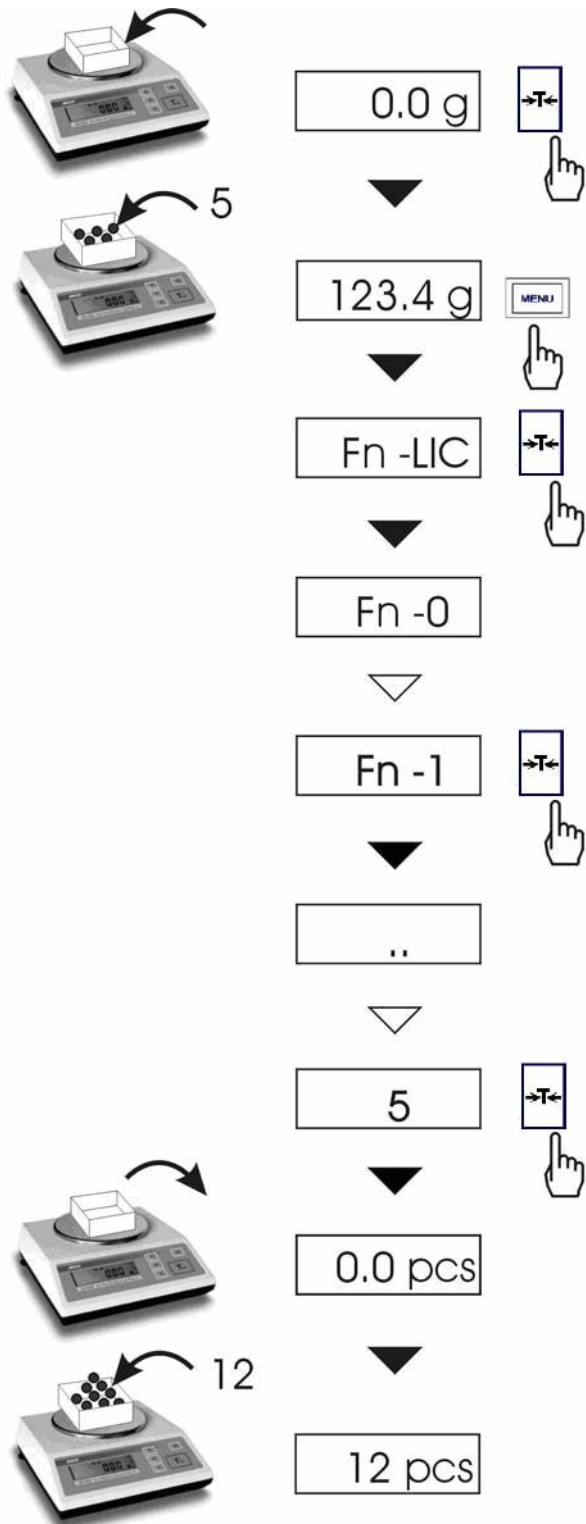 0.0 g
→T←
5
123.4 g
MENU
Fn -LIC
→T←
Fn -0
Fn -1
→T←
..
5
→T←
0.0 pcs
12
12 pcs